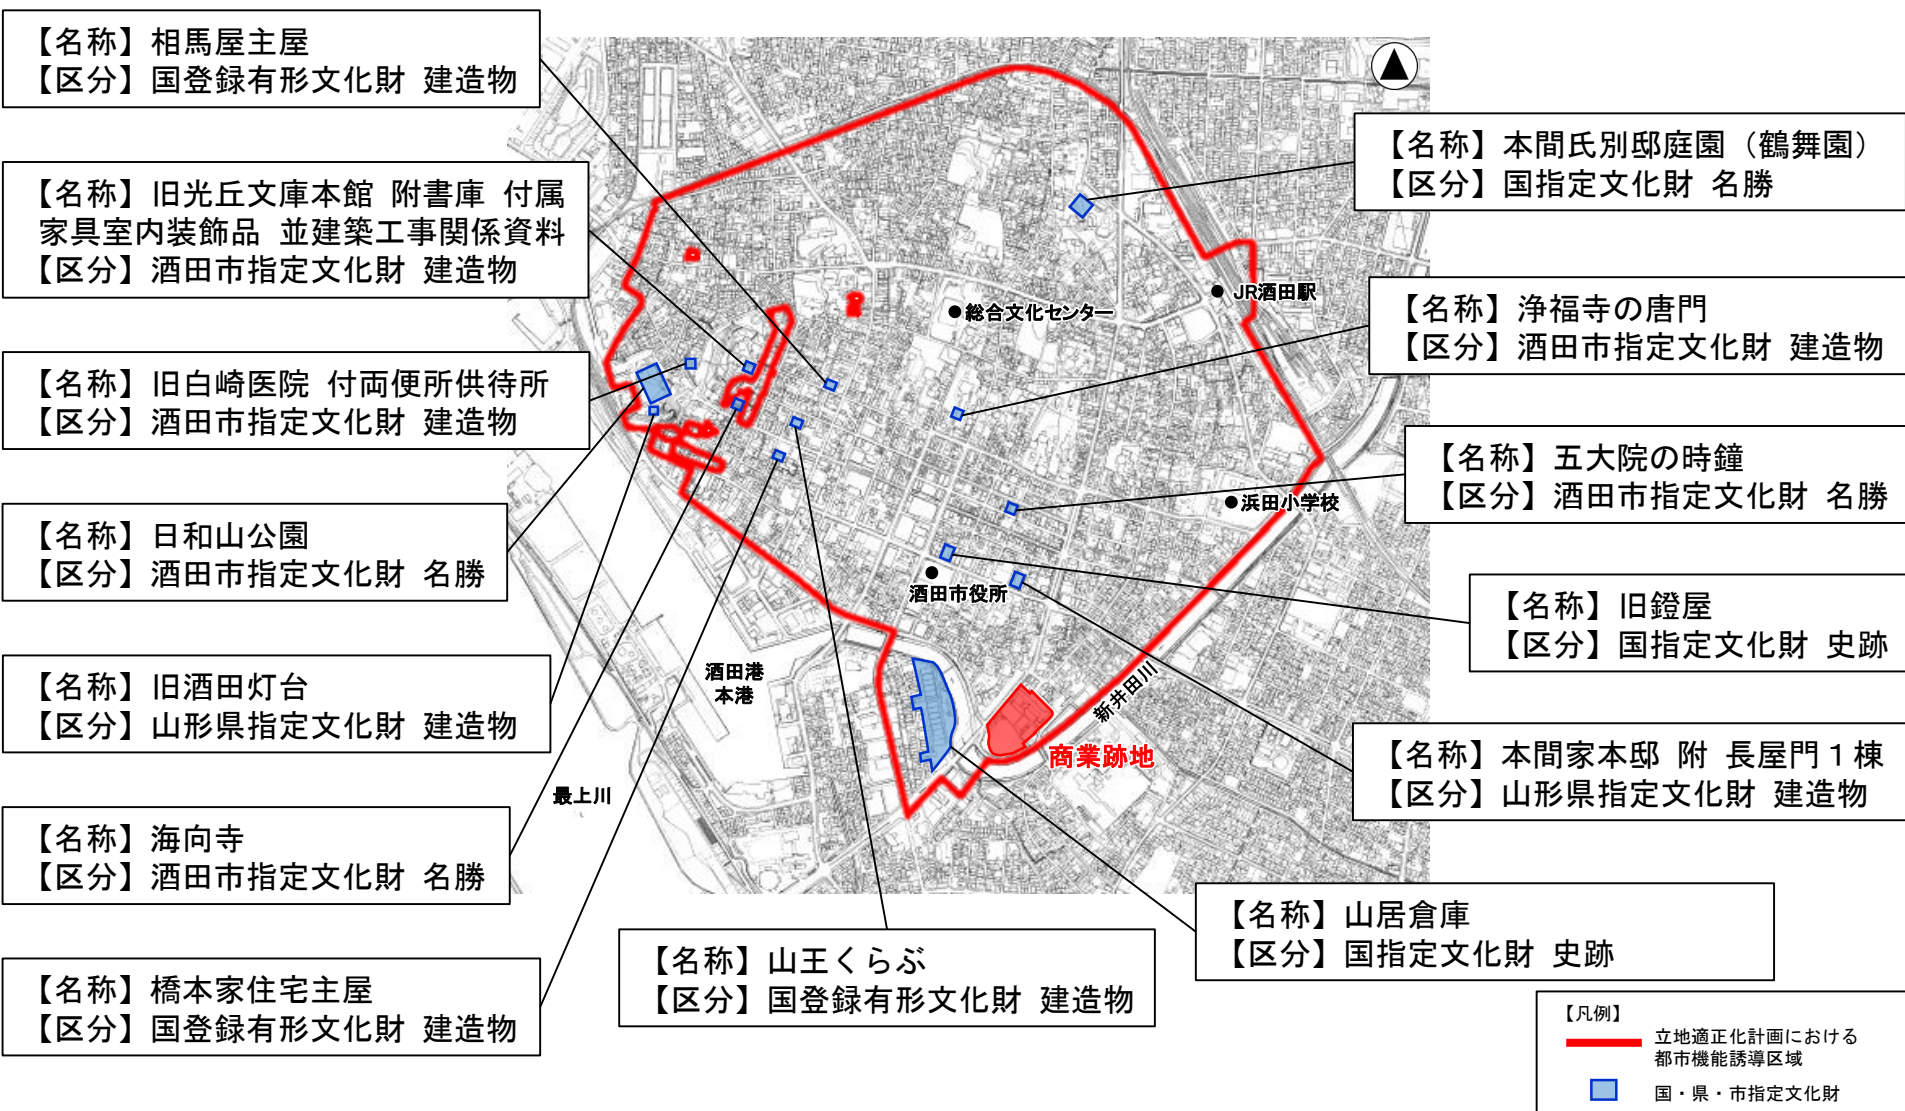 【名称】相馬屋主屋
【区分】国登録有形文化財 建造物
【名称】旧光丘文庫本館 附書庫 付属
家具室内装飾品 並建築工事関係資料
【区分】酒田市指定文化財 建造物
【名称】旧白崎医院 付両便所供待所
【区分】酒田市指定文化財 建造物
【名称】日和山公園
【区分】酒田市指定文化財 名勝
【名称】旧酒田灯台
【区分】山形県指定文化財 建造物
【名称】海向寺
【区分】酒田市指定文化財 名勝
【名称】橋本家住宅主屋
【区分】国登録有形文化財 建造物
【名称】山王くらぶ
【区分】国登録有形文化財 建造物
【名称】本間氏別邸庭園（鶴舞園）
【区分】国指定文化財 名勝
【名称】浄福寺の唐門
【区分】酒田市指定文化財 建造物
【名称】五大院の時鐘
【区分】酒田市指定文化財 名勝
【名称】旧鐙屋
【区分】国指定文化財 史跡
【名称】本間家本邸 附 長屋門１棟
【区分】山形県指定文化財 建造物
【名称】山居倉庫
【区分】国指定文化財 史跡
●総合文化センター
JR酒田駅
●浜田小学校
酒田市役所
酒田港
本港
最上川
新井田川
商業跡地
【凡例】
立地適正化計画における
都市機能誘導区域
国・県・市指定文化財